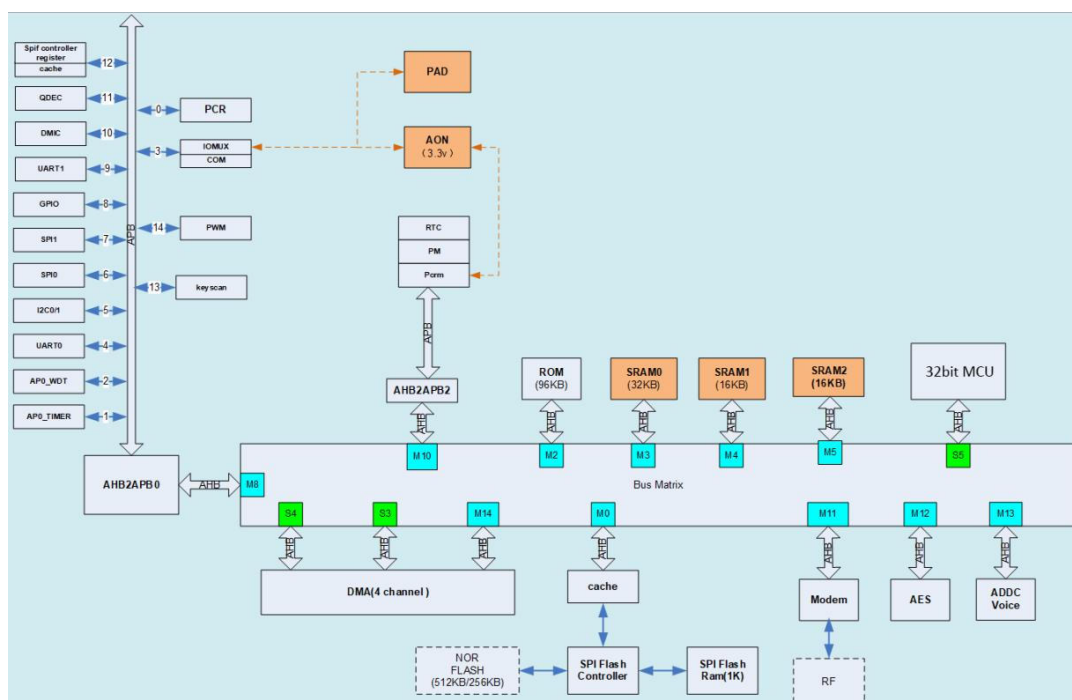 Spif controller
register
cache
12
QDEC
11
DMIC
10
UART1
9
GPIO
8
SPI1
7
SPI0
6
I2C0/1
5
UART0
4
AP0_WDT
2
AP0_TIMER
1
APB
0
PCR
3
IOMUX
COM
14
PWM
13
keyscan
PAD
AON
(3.3v)
RTC
PM
Pcrm
APB
AHB2APB2
AHB
M10
ROM
(96KB)
AHB
M2
SRAM0
(32KB)
AHB
M3
SRAM1
(16KB)
AHB
M4
SRAM2
(16KB)
AHB
M5
32bit MCU
AHB
S5
AHB2APB0
AHB
M8
Bus Matrix
S4
S3
M14
M0
M11
M12
M13
AHB
AHB
AHB
AHB
AHB
AHB
AHB
DMA(4 channel)
cache
Modem
AES
ADDC
Voice
NOR
FLASH
(512KB/256KB)
SPI Flash
Controller
SPI Flash
Ram(1K)
RF